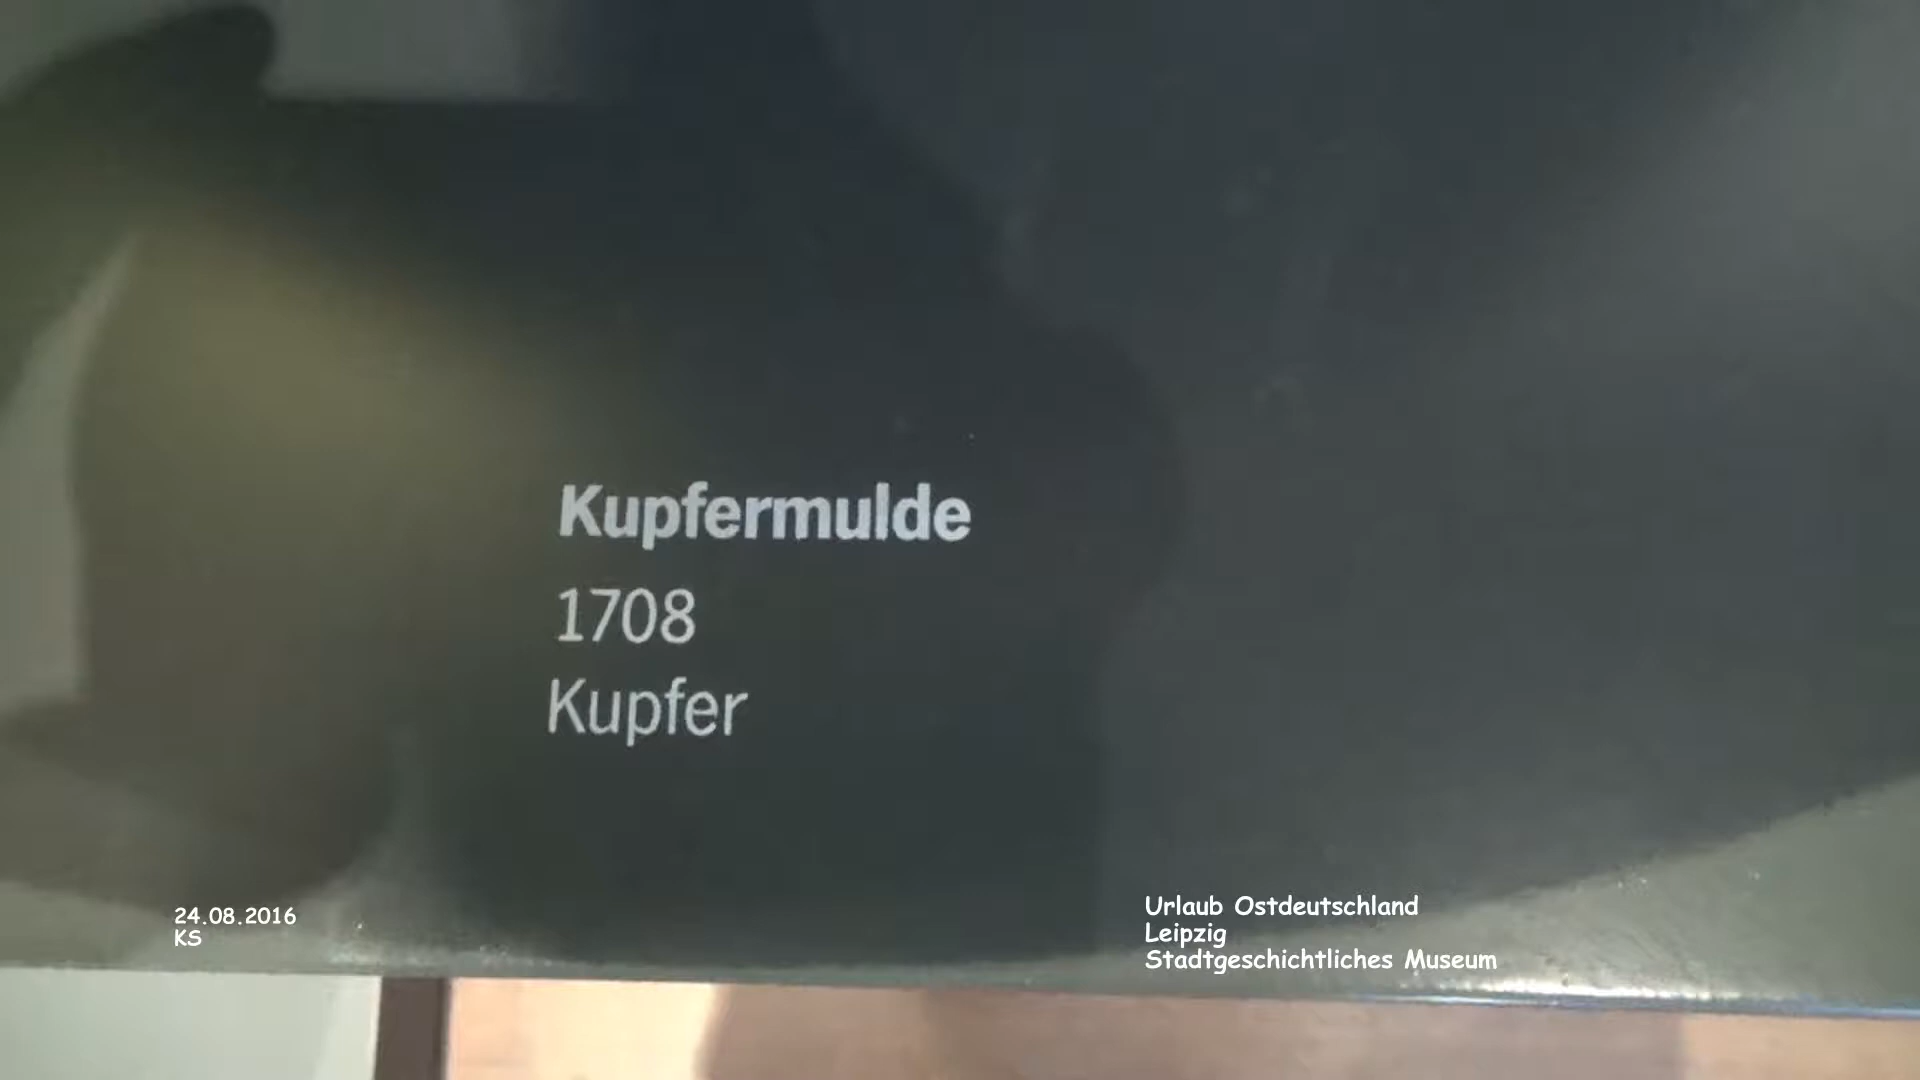 Kupfermulde
1708
Kupfer
24.08.2016
KS
Urlaub Ostdeutschland
Leipzig
Stadtgeschichtliches Museum